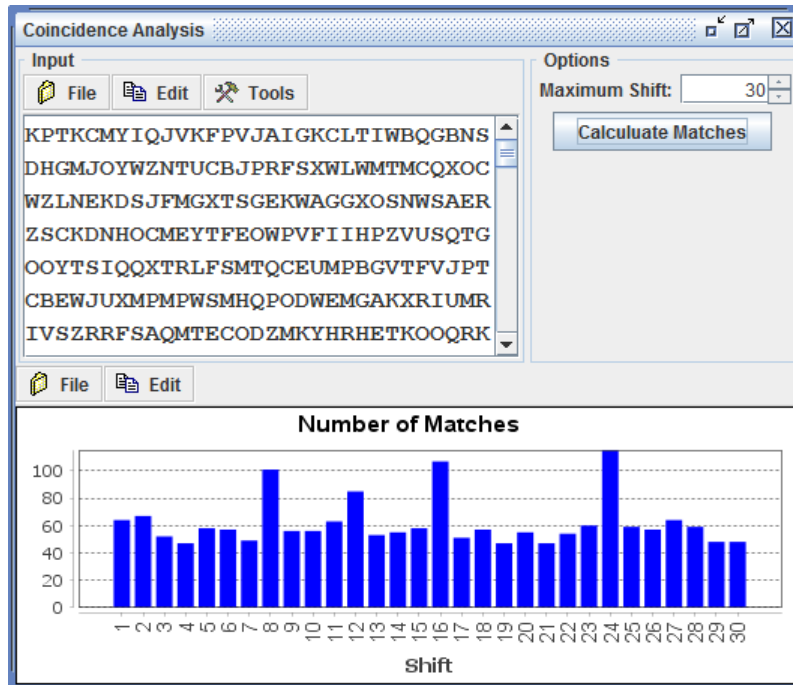 Coincidence Analysis
Input
File Edit Tools
KPTKCMYIQJVKFPVJAIGKCLTIWBQGBNS
DHGMJOYWZNTUCBJPRFSXWLWMTMCQXOC
WZLNEKDSJFMGXTSGEKWAGGXOSNWSAER
ZSCKDNHOCMEYTFEOWPVFIIHPZVUSQTG
OOYTSIQQXTRLFSMTQCEUMPBGVTFVJPT
CBEWJUXMPMPWSMHQPODWEMGAKXRIUMR
IVSZRRFSAQMTECODZMKYHRHETKOOQRK
Options
Maximum Shift: 30
Calculuate Matches
File Edit
Number of Matches
100
80
60
40
20
0
1 2 3 4 5 6 7 8 9 10 11 12 13 14 15 16 17 18 19 20 21 22 23 24 25 26 27 28 29 30
Shift